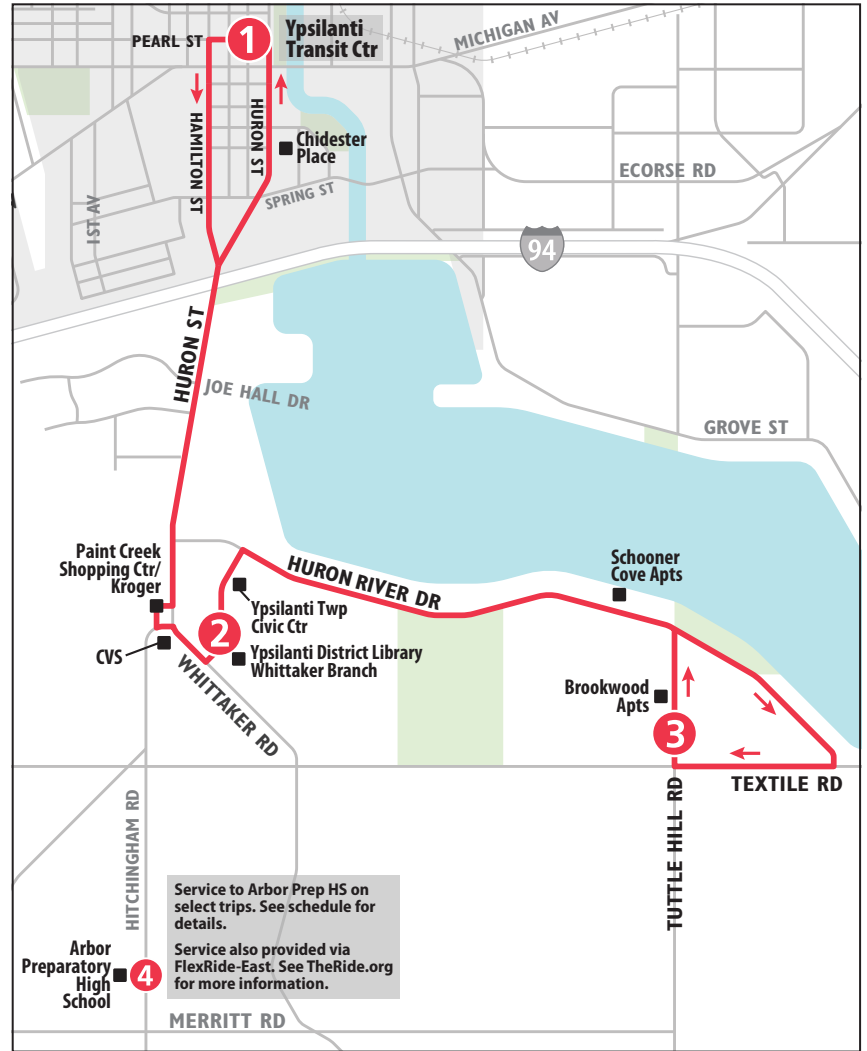 PEARL ST
1
Ypsilanti
Transit Ctr
MICHIGAN AV
HAMILTON ST
HURON ST
Chidester
Place
SPRING ST
1ST AV
ECORSE RD
94
HURON ST
JOE HALL DR
GROVE ST
Paint Creek
Shopping Ctr/
Kroger
HURON RIVER DR
Schooner
Cove Apts
Ypsilanti Twp
Civic Ctr
2
CVS
Ypsilanti District Library
Whittaker Branch
WHITTAKER RD
Brookwood
Apts
3
TEXTILE RD
TUTTLE HILL RD
HITCHINGHAM RD
Service to Arbor Prep HS on
select trips. See schedule for
details.
Service also provided via
FlexRide-East. See TheRide.org
for more information.
Arbor
Preparatory
High
School
4
MERRITT RD